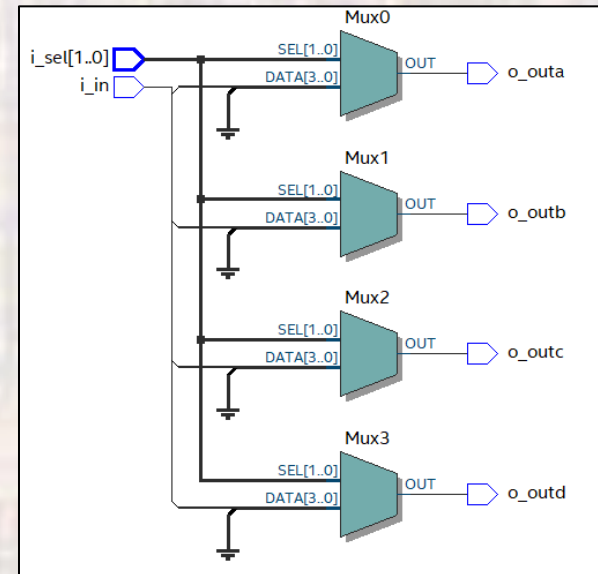 Mux0
i_sel[1..0]
SEL[1..0]
i_in
DATA[3..0]
OUT
o_outa
Mux1
SEL[1..0]
DATA[3..0]
OUT
o_outb
Mux2
SEL[1..0]
DATA[3..0]
OUT
o_outc
Mux3
SEL[1..0]
DATA[3..0]
OUT
o_outd